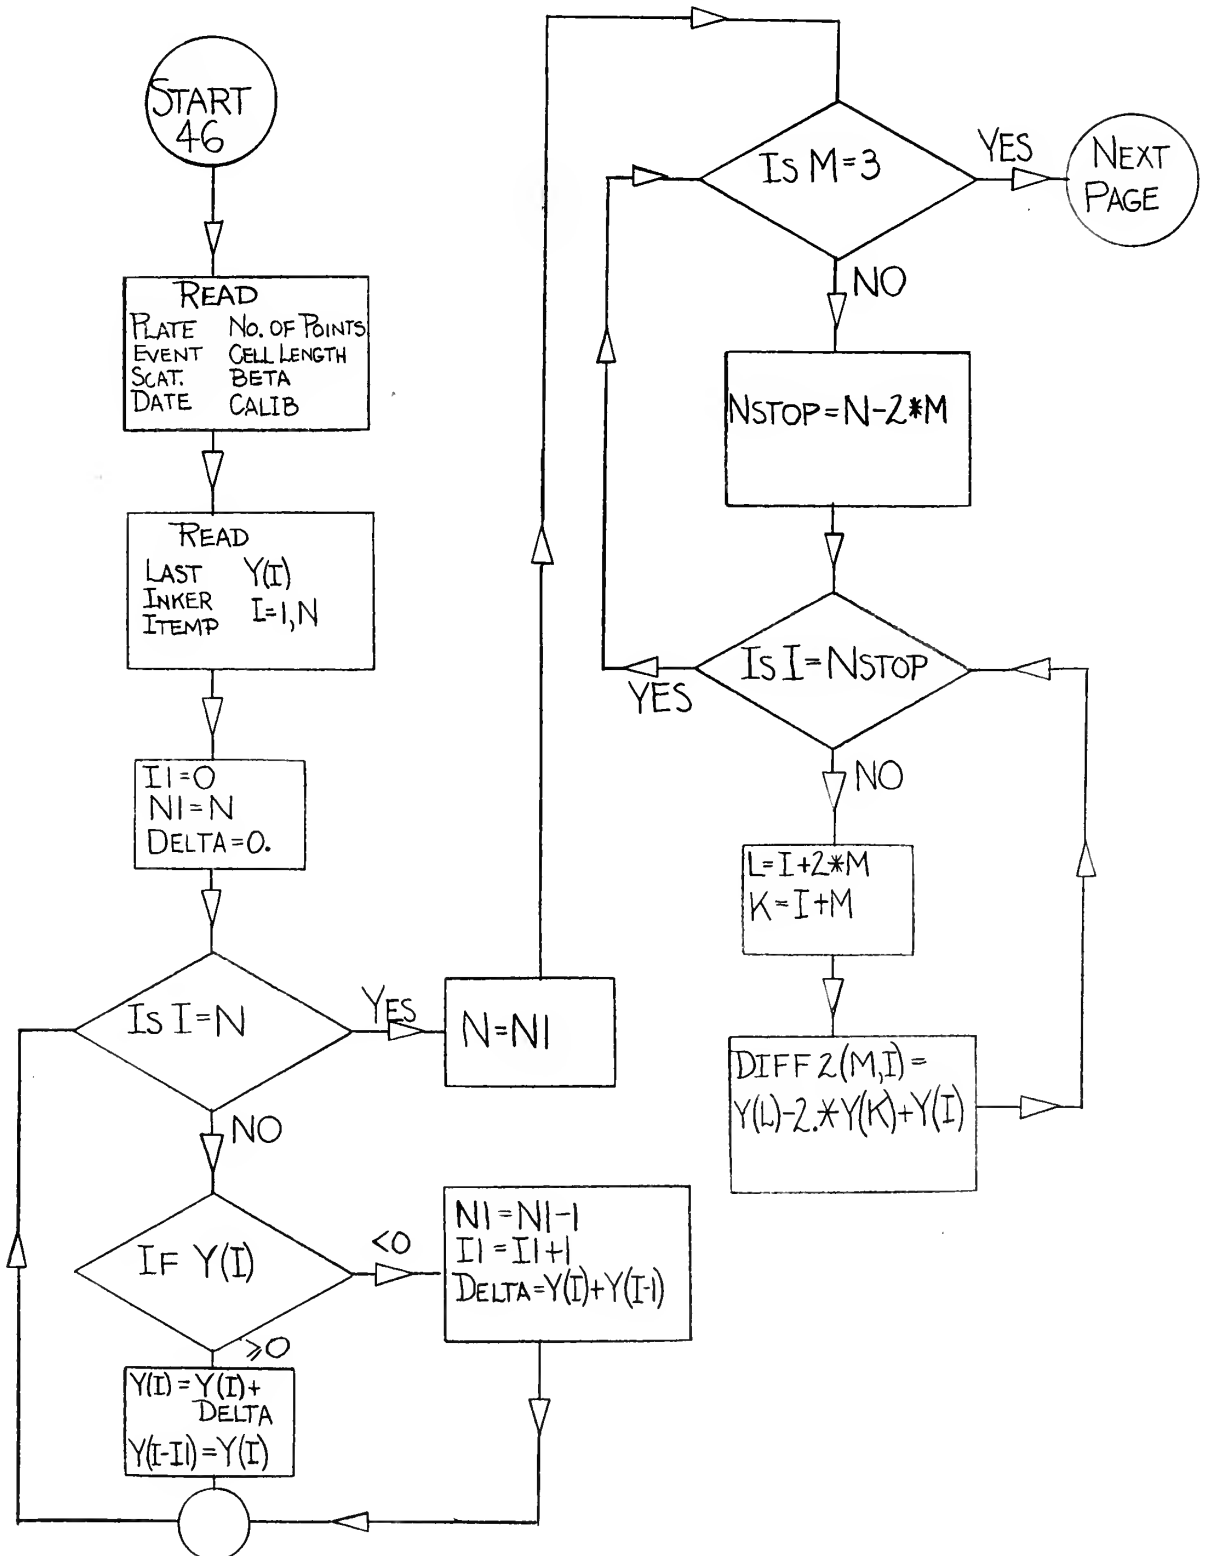 START
46
READ
PLATE NO. OF POINTS
EVENT CELL LENGTH
SCAT. BETA
DATE CALIB
READ
LAST Y(I)
INKER I=1,N
ITEMP
I1=0
N1=N
DELTA=0.
IS I=N
YES
N=N1
NO
IF Y(I)
<0
N1=N1-1
I1=I1+1
DELTA=Y(I)+Y(I-1)
≥0
Y(I)=Y(I)+
DELTA
Y(I-I1)=Y(I)
IS M=3
YES
NEXT
PAGE
NO
NSTOP=N-2*M
IS I=NSTOP
YES
NO
L=I+2*M
K=I+M
DIFF2(M,I)=
Y(L)-2.*Y(K)+Y(I)